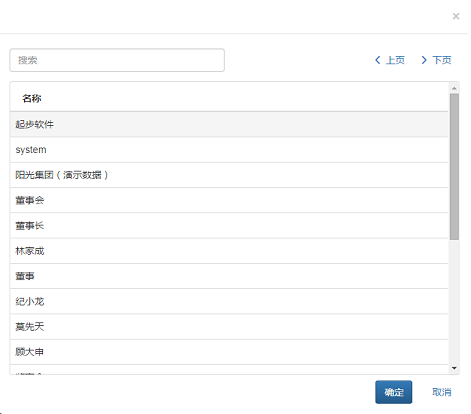 ×
搜索
上页 下页
名称
起步软件
system
阳光集团（演示数据）
董事会
董事长
林家成
董事
纪小龙
莫先天
顾大申
确定 取消